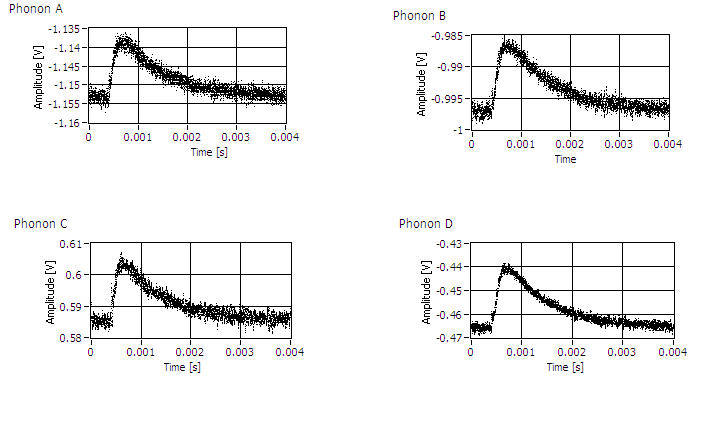 Phonon A
Amplitude [V]
-1.135
-1.14
-1.145
-1.15
-1.155
-1.16
0 0.001 0.002 0.003 0.004
Time [s]
Phonon B
Amplitude [V]
-0.985
-0.99
-0.995
-1
0 0.001 0.002 0.003 0.004
Time
Phonon C
Amplitude [V]
0.61
0.6
0.59
0.58
0 0.001 0.002 0.003 0.004
Time [s]
Phonon D
Amplitude [V]
-0.43
-0.44
-0.45
-0.46
-0.47
0 0.001 0.002 0.003 0.004
Time [s]